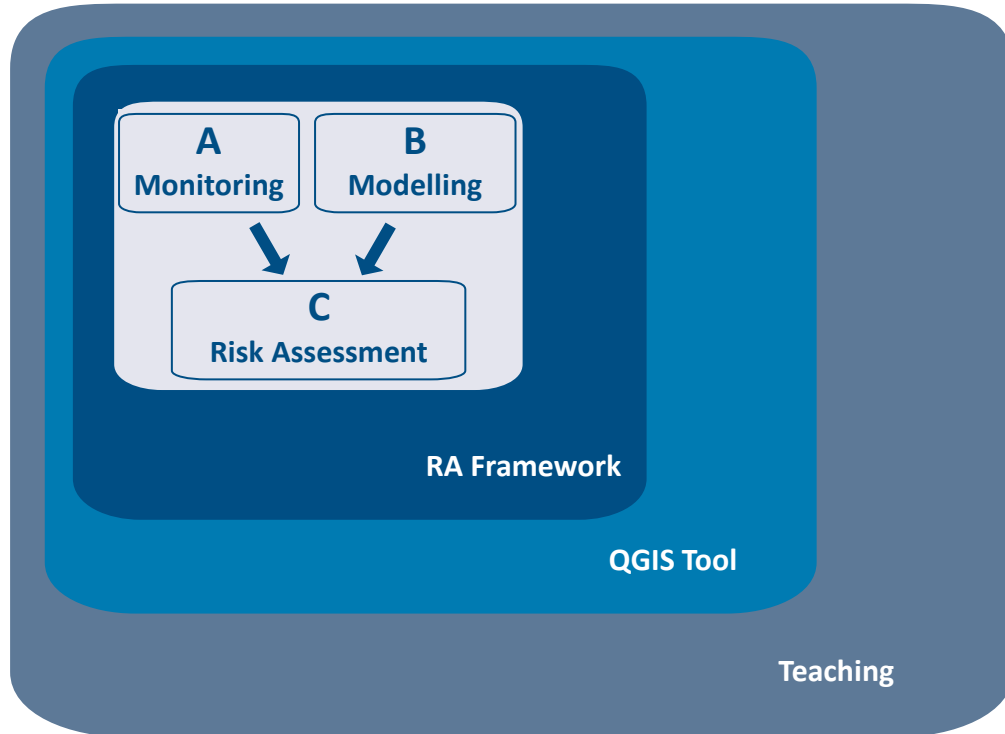 A
Monitoring
B
Modelling
C
Risk Assessment
RA Framework
QGIS Tool
Teaching